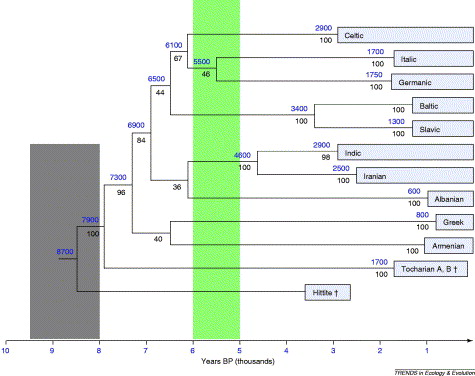 2900
Celtic
100
6100
67
1700
Italic
5500
100
46
1750
Germanic
100
6500
44
Baltic
3400
100
100
1300
Slavic
100
6900
84
2900
Indic
4600
98
100
2500
Iranian
100
7300
96
36
600
Albanian
100
800
Greek
7900
100
100
40
Armenian
100
8700
1700
Tocharian A, B †
100
Hittite †
10 9 8 7 6 5 4 3 2 1
Years BP (thousands)
TRENDS in Ecology & Evolution